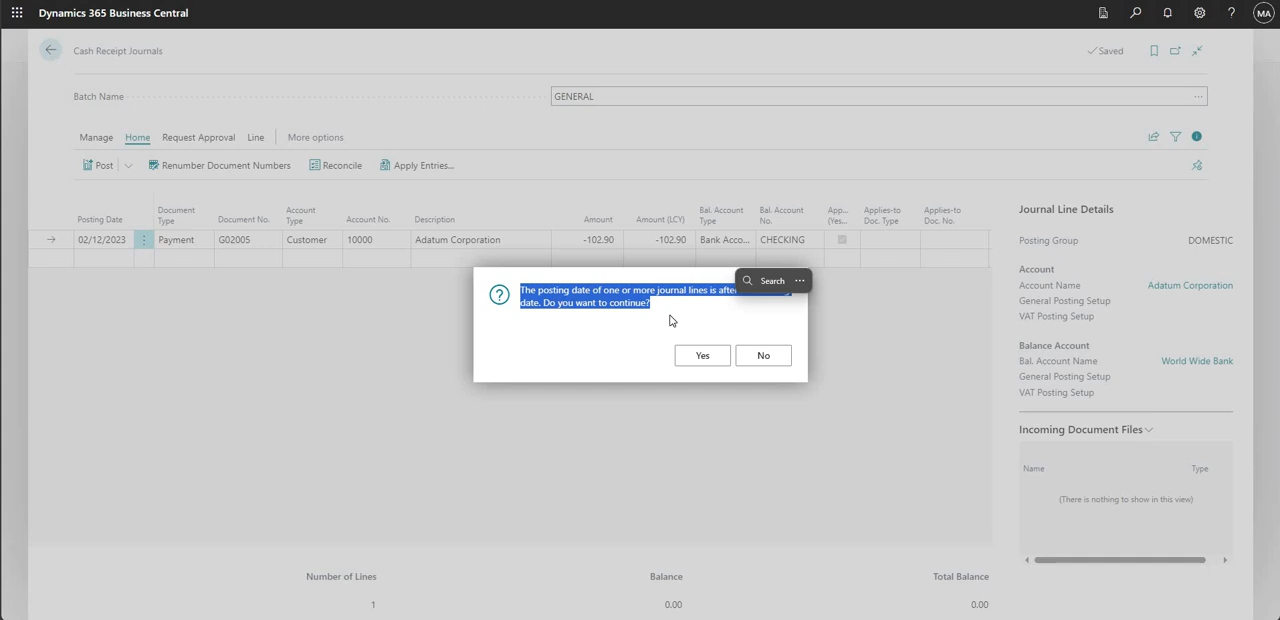 Dynamics 365 Business Central
MA
Cash Receipt Journals
Saved
Batch Name
GENERAL
Manage Home Request Approval Line More options
Post Renumber Document Numbers Reconcile Apply Entries...
Posting Date Document Type Document No. Account Type Account No. Description Amount Amount (LCY) Bal. Account Type Bal. Account No. App... (Yes... Applies-to Doc. Type Applies-to Doc. No.
02/12/2023 Payment G02005 Customer 10000 Adatum Corporation -102.90 -102.90 Bank Acco... CHECKING
The posting date of one or more journal lines is after
date. Do you want to continue?
Search ...
Yes No
Number of Lines Balance Total Balance
1 0.00 0.00
Journal Line Details
Posting Group DOMESTIC
Account
Account Name Adatum Corporation
General Posting Setup
VAT Posting Setup
Balance Account
Bal. Account Name World Wide Bank
General Posting Setup
VAT Posting Setup
Incoming Document Files
Name Type
(There is nothing to show in this view)